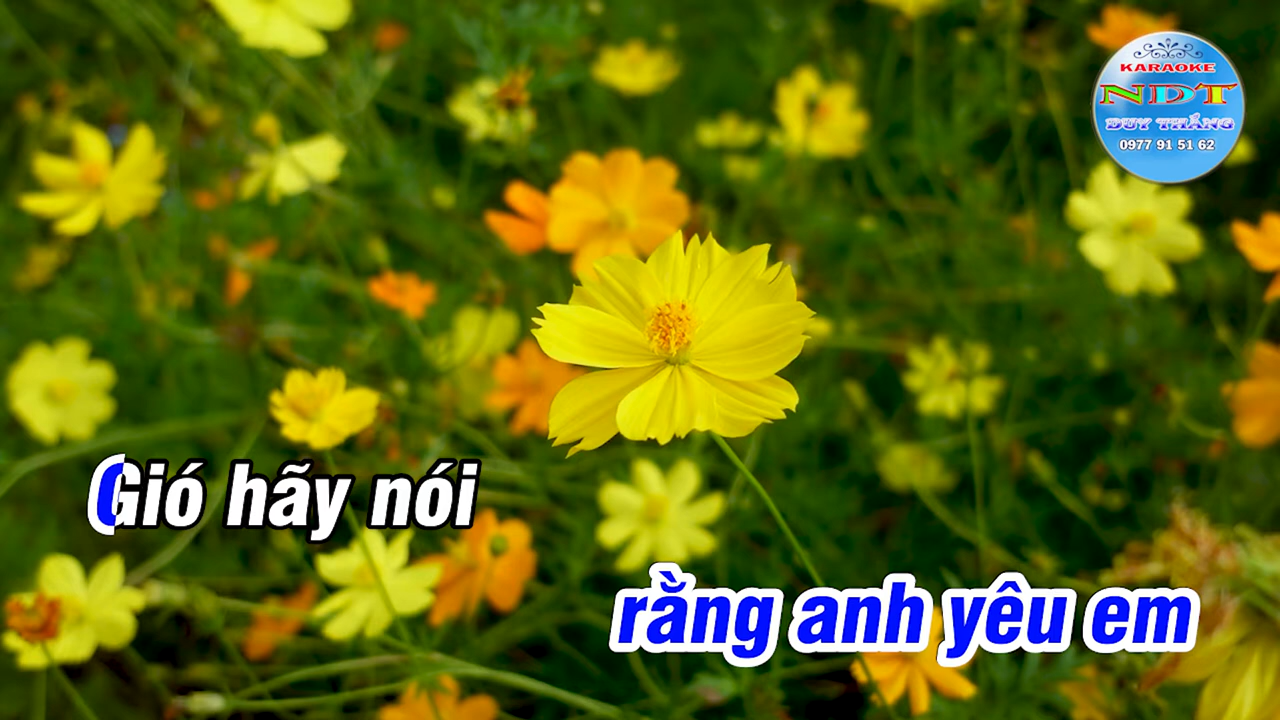 KARAOKE
NDT
DUY THẮNG
0977 91 51 62
Gió hãy nói
rằng anh yêu em